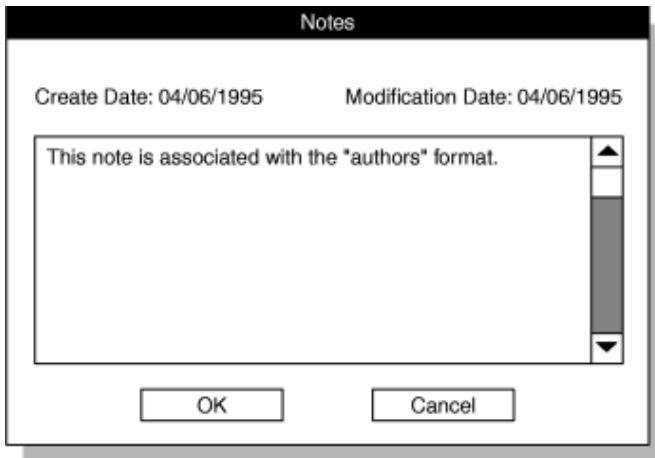 Notes
Create Date: 04/06/1995 Modification Date: 04/06/1995
This note is associated with the "authors" format.
OK Cancel